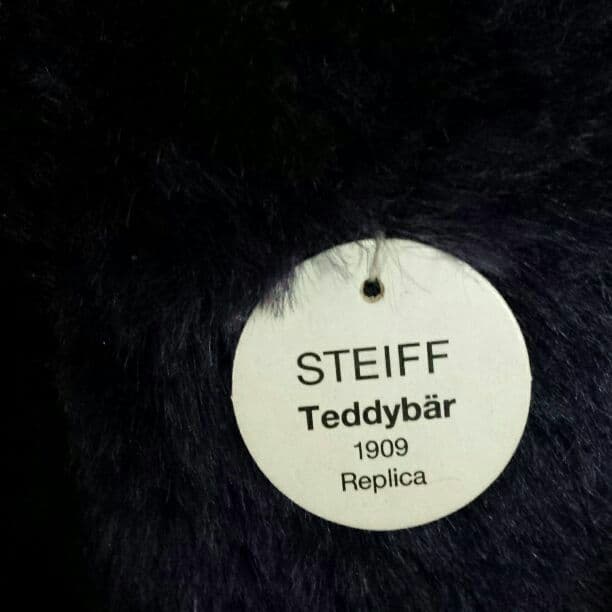 STEIFF
Teddybär
1909
Replica